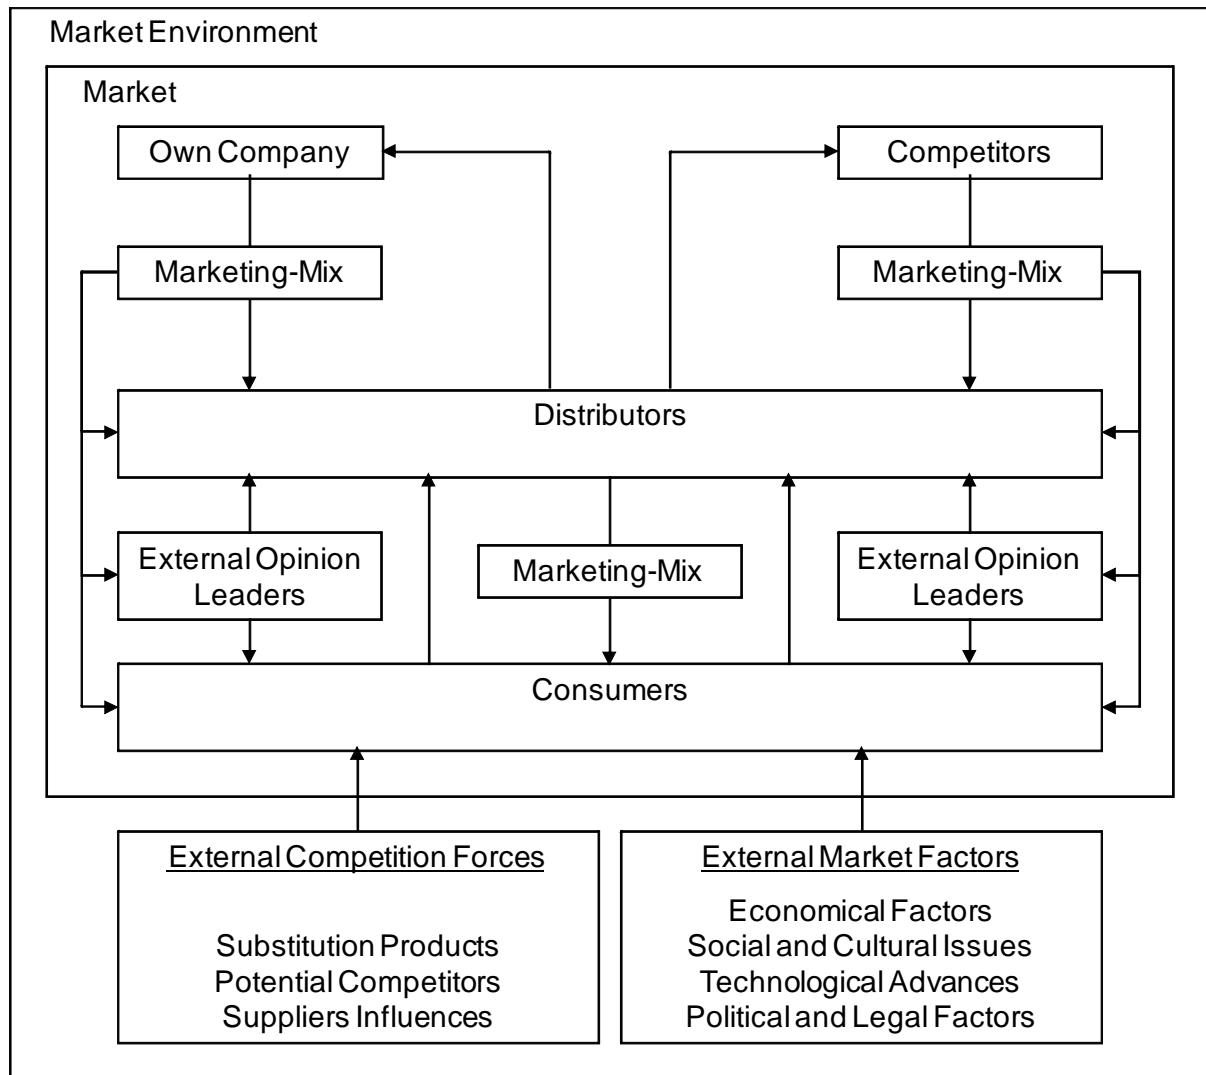 Market Environment
Market
Own Company
Competitors
Marketing-Mix
Marketing-Mix
Distributors
External Opinion
Leaders
Marketing-Mix
External Opinion
Leaders
Consumers
External Competition Forces
Substitution Products
Potential Competitors
Suppliers Influences
External Market Factors
Economical Factors
Social and Cultural Issues
Technological Advances
Political and Legal Factors